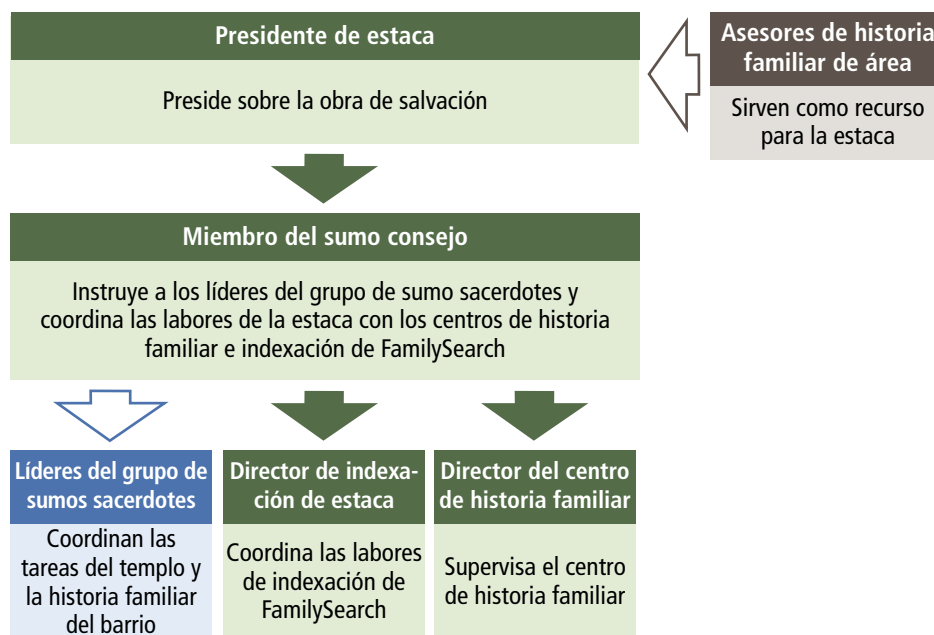 Presidente de estaca
Preside sobre la obra de salvación
Asesores de historia
familiar de área
Sirven como recurso
para la estaca
Miembro del sumo consejo
Instruye a los líderes del grupo de sumo sacerdotes y
coordina las labores de la estaca con los centros de historia
familiar e indexación de FamilySearch
Líderes del grupo de
sumos sacerdotes
Coordinan las
tareas del templo y
la historia familiar
del barrio
Director de indexa-
ción de estaca
Coordina las labores
de indexación de
FamilySearch
Director del centro
de historia familiar
Supervisa el centro
de historia familiar